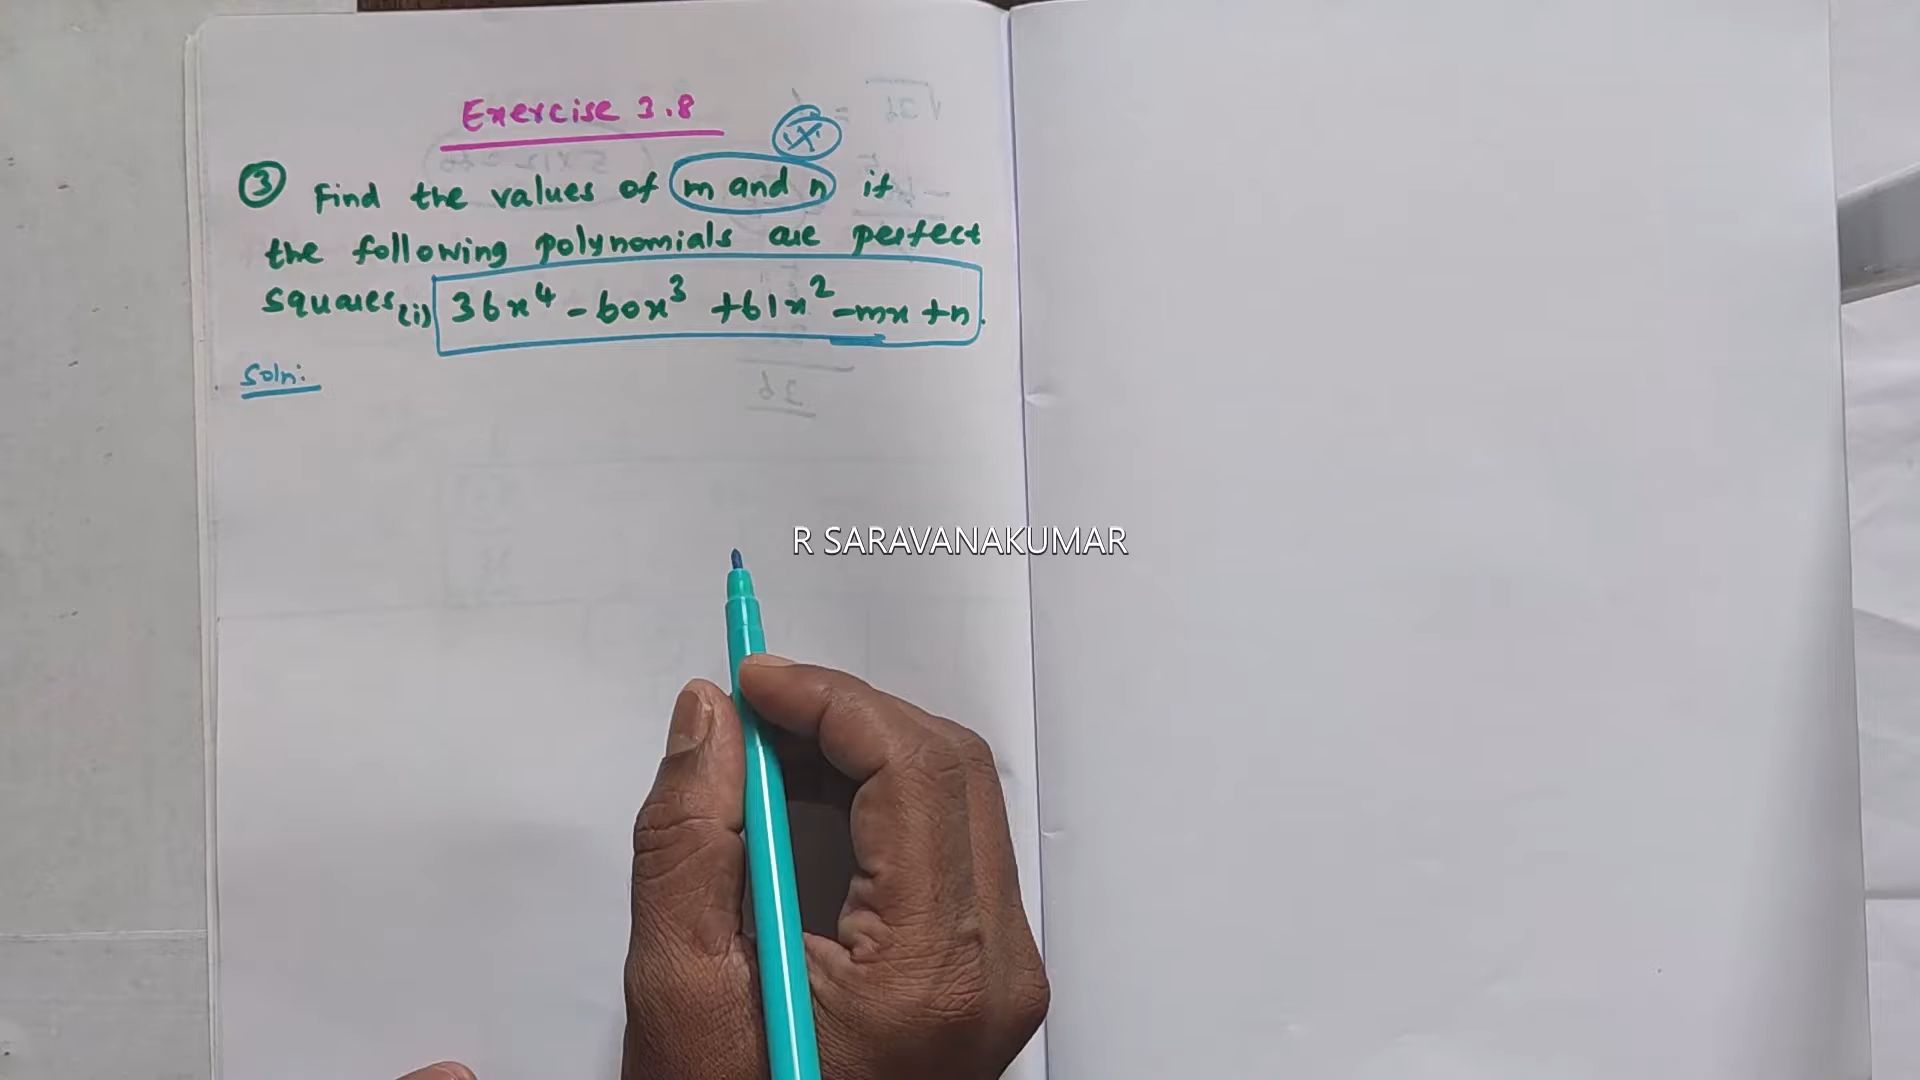 Exercise 3.8
③ Find the values of m and n if
the following polynomials are perfect
squares (i) 36x⁴ - 60x³ + 61x² - mx + n.
Soln:
R SARAVANAKUMAR